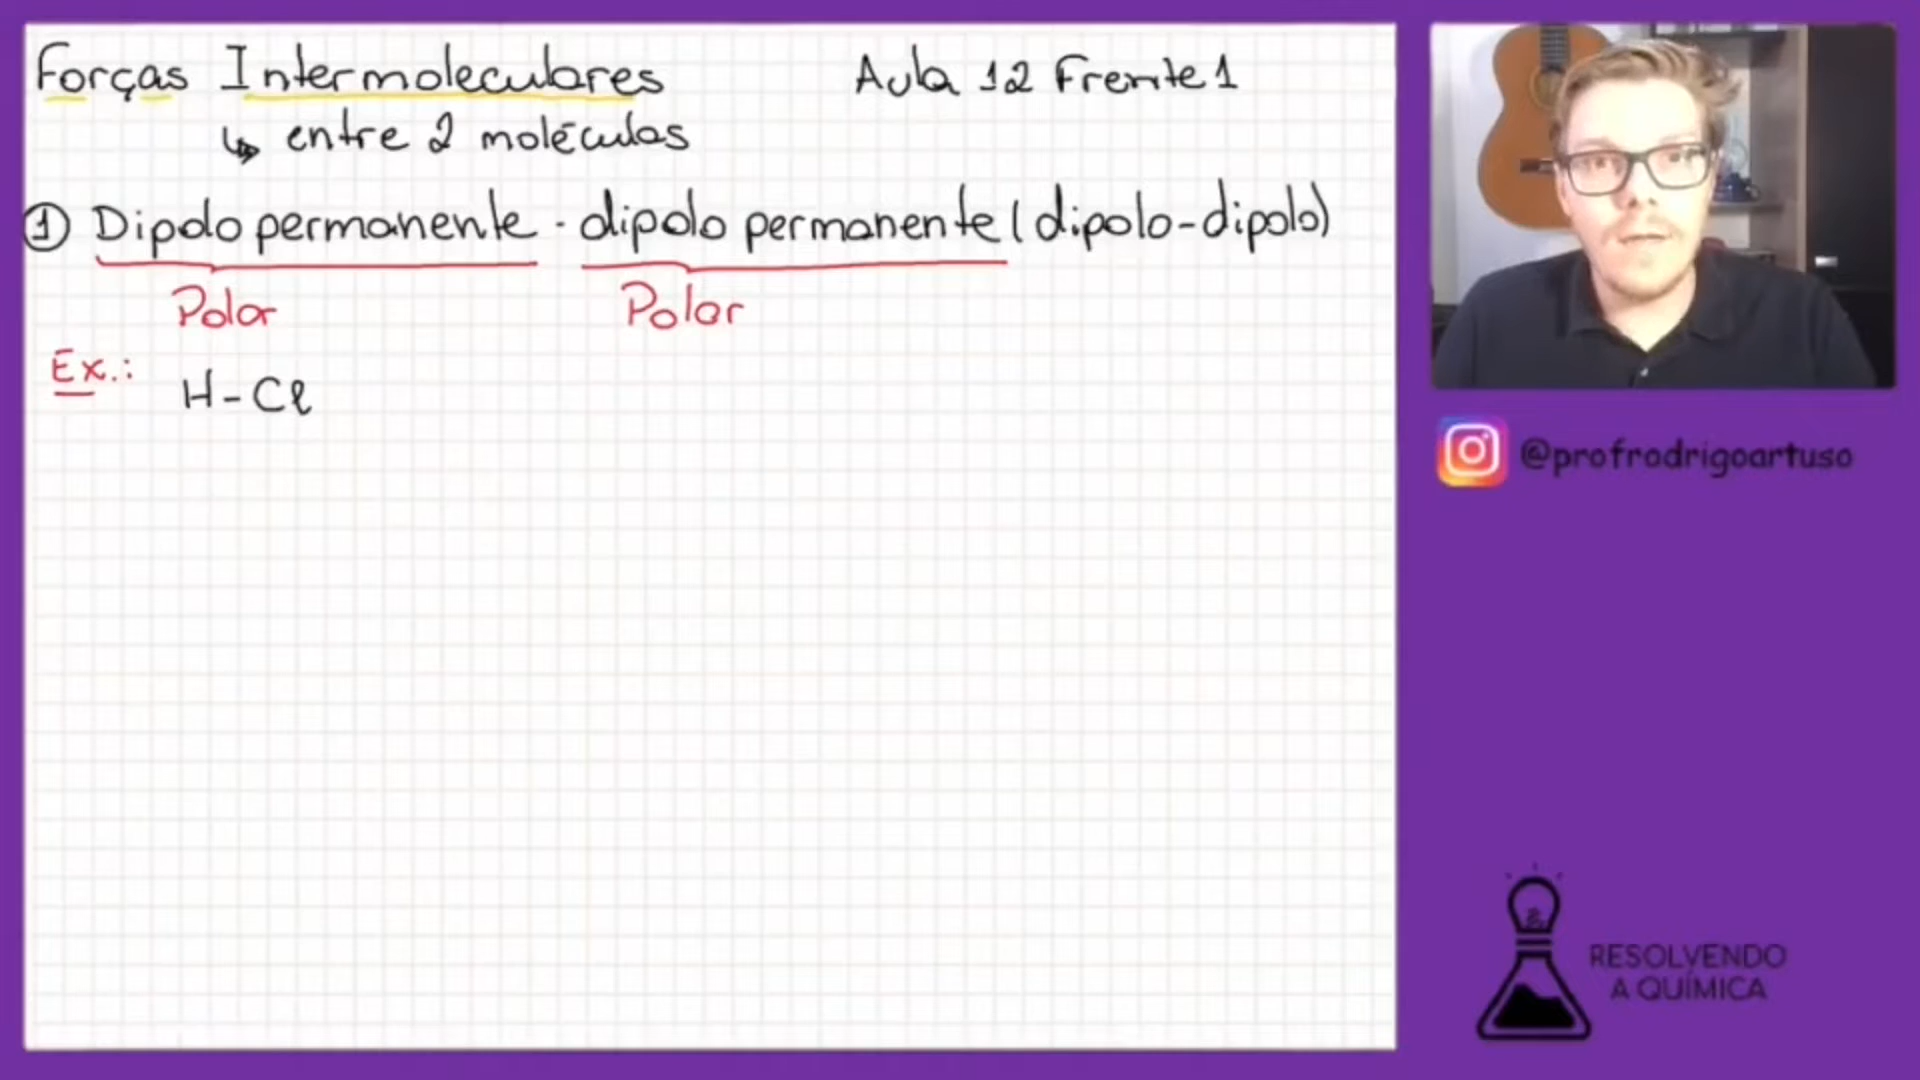 Forças Intermoleculares
Aula 12 Frente 1
↳ entre 2 moléculas
① Dipolo permanente - dipolo permanente (dipolo-dipolo)
Polar
Polar
Ex.:
H-Cl
@profrodrigoartuso
RESOLVENDO
A QUÍMICA